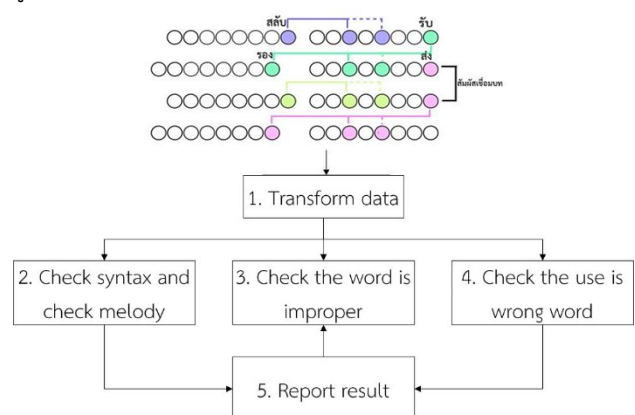 สลับ รับ
รอง ส่ง
สัมผัสเชื่อมบท
1. Transform data
2. Check syntax and
check melody
3. Check the word is
improper
4. Check the use is
wrong word
5. Report result